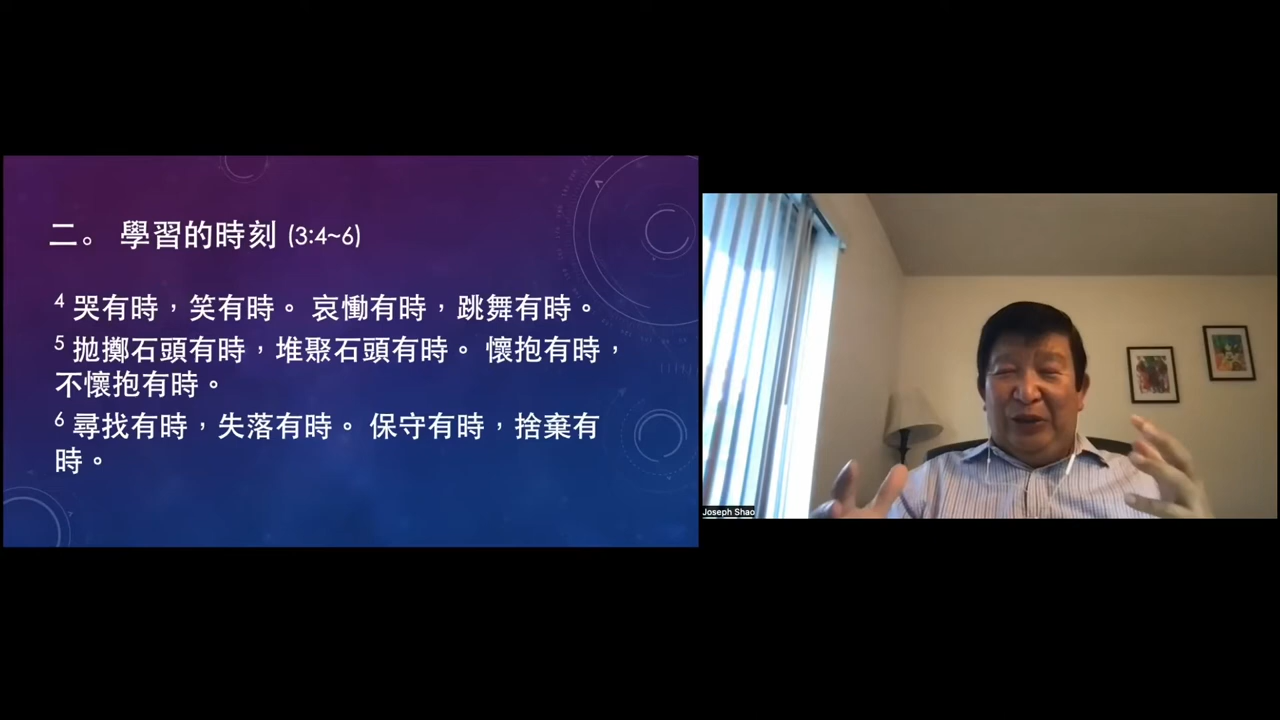 二。 學習的時刻 (3:4~6)
4 哭有時，笑有時。 哀慟有時，跳舞有時。
5 拋擲石頭有時，堆聚石頭有時。 懷抱有時，
不懷抱有時。
6 尋找有時，失落有時。 保守有時，捨棄有
時。
Joseph Shao